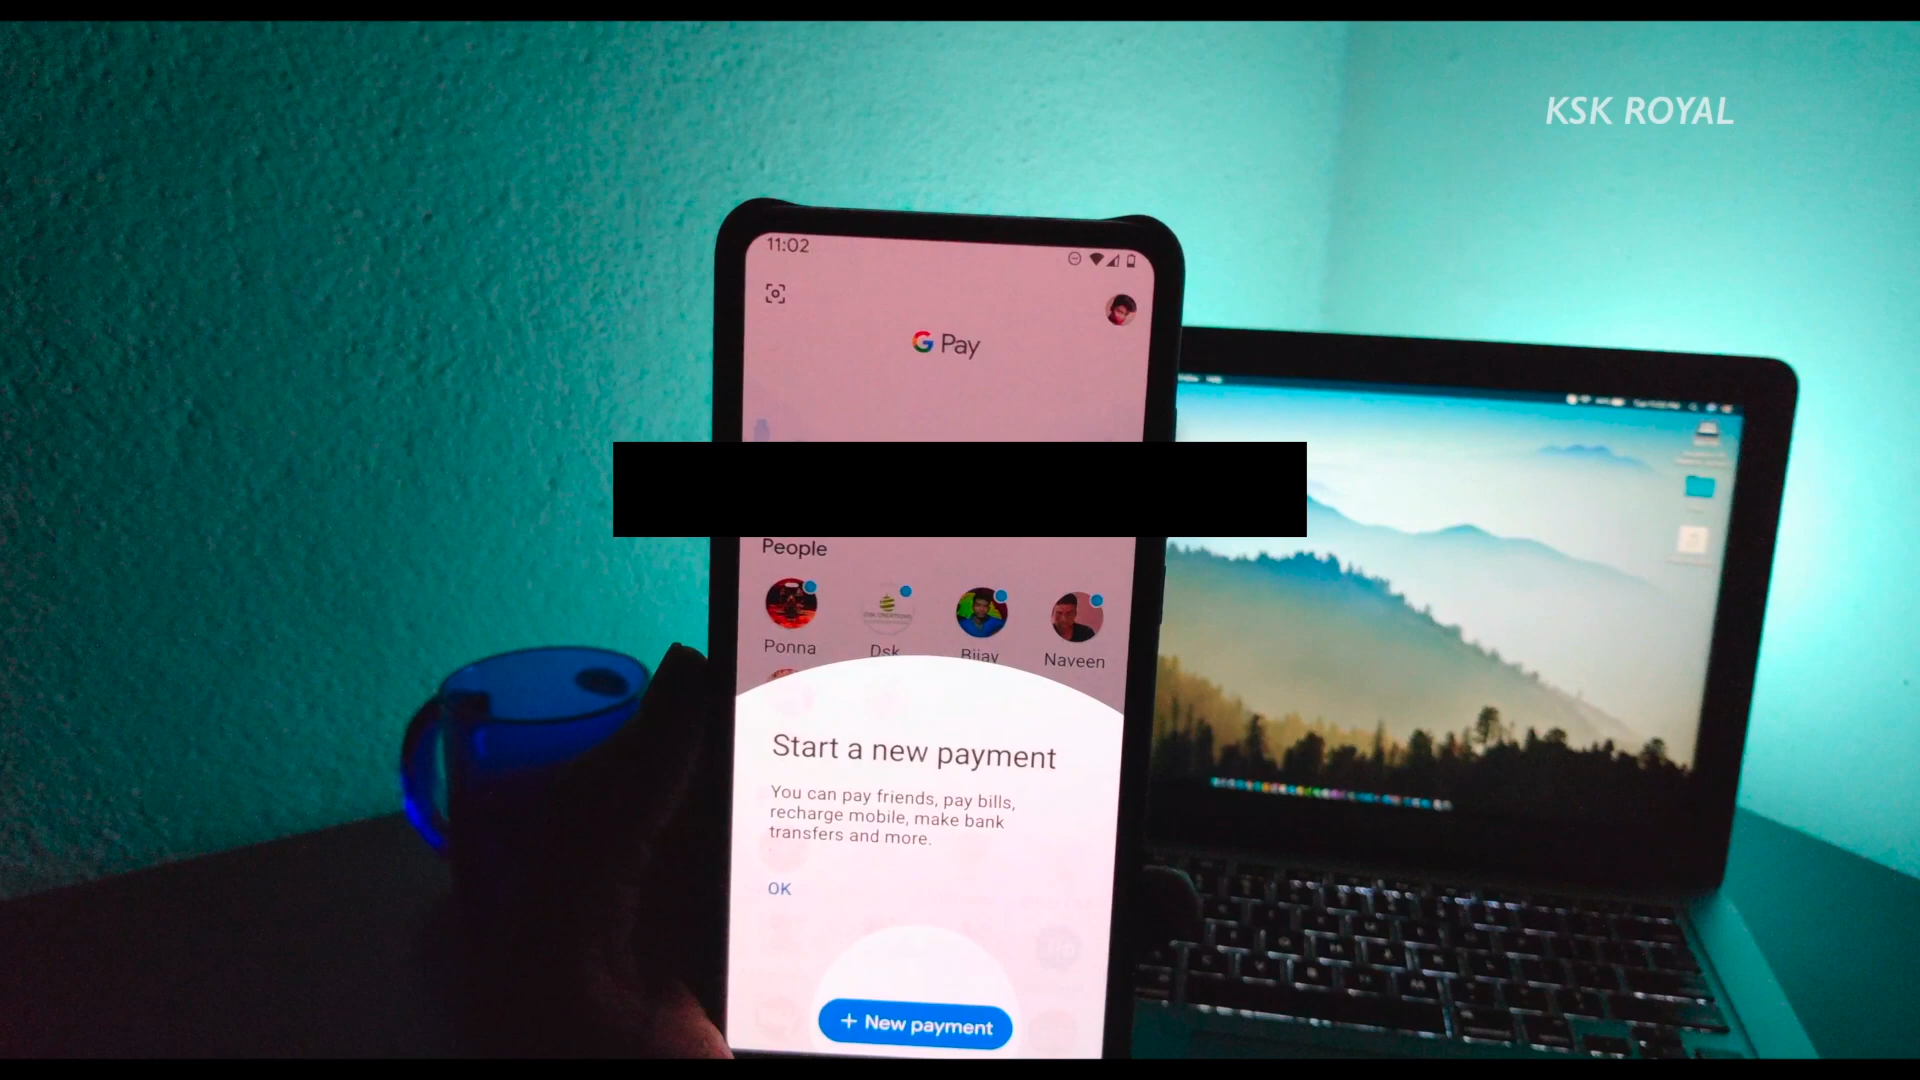 KSK ROYAL
11:02
G Pay
People
Ponna
Dsk
Bijay
Naveen
Start a new payment
You can pay friends, pay bills,
recharge mobile, make bank
transfers and more.
OK
+ New payment